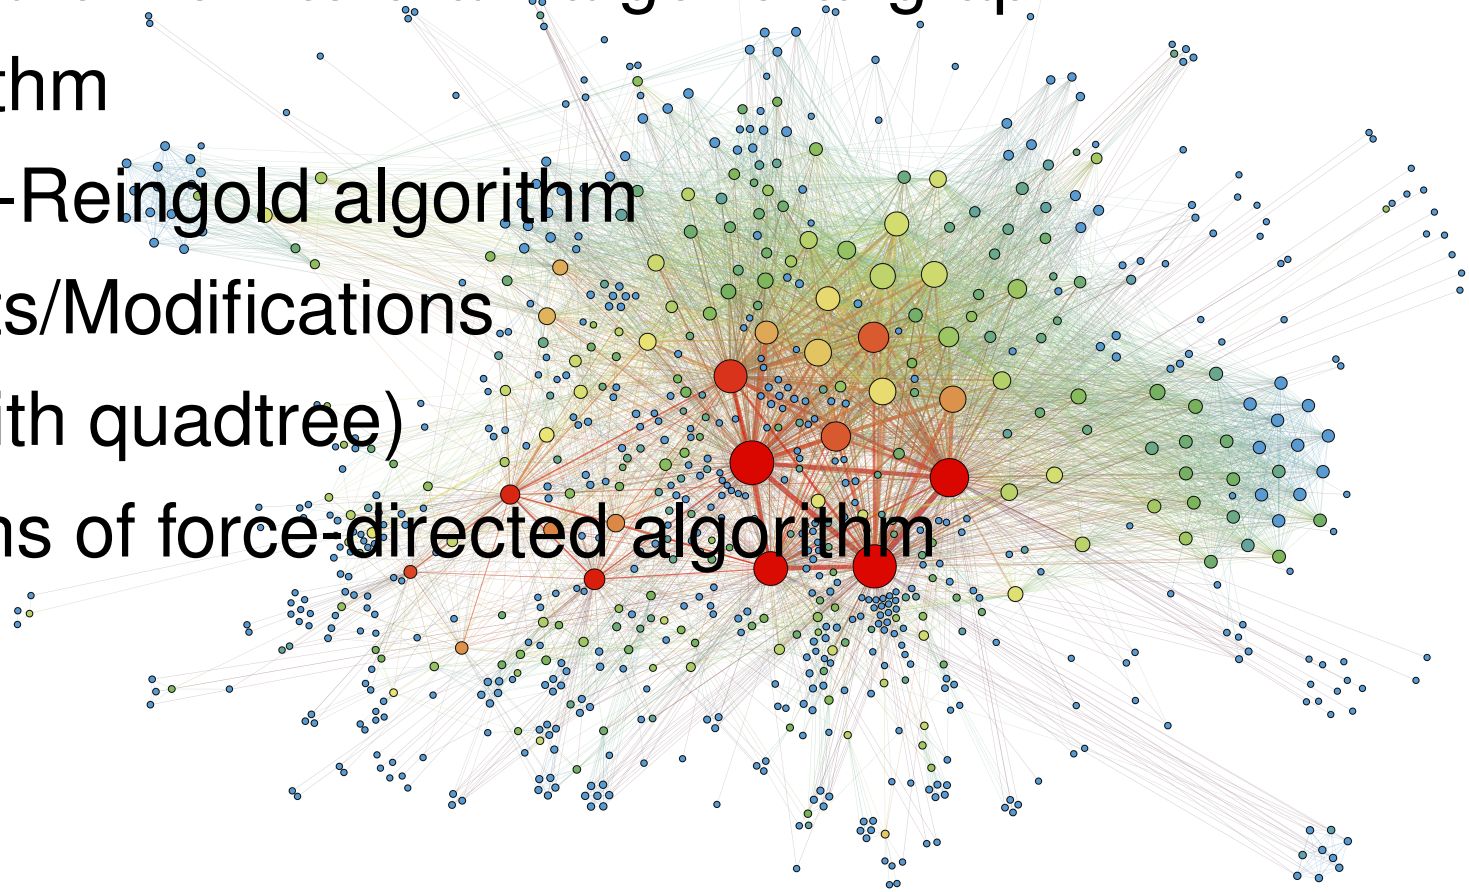 thm
-Reingold algorithm
ts/Modifications
ith quadtree)
ns of force-directed algorithm